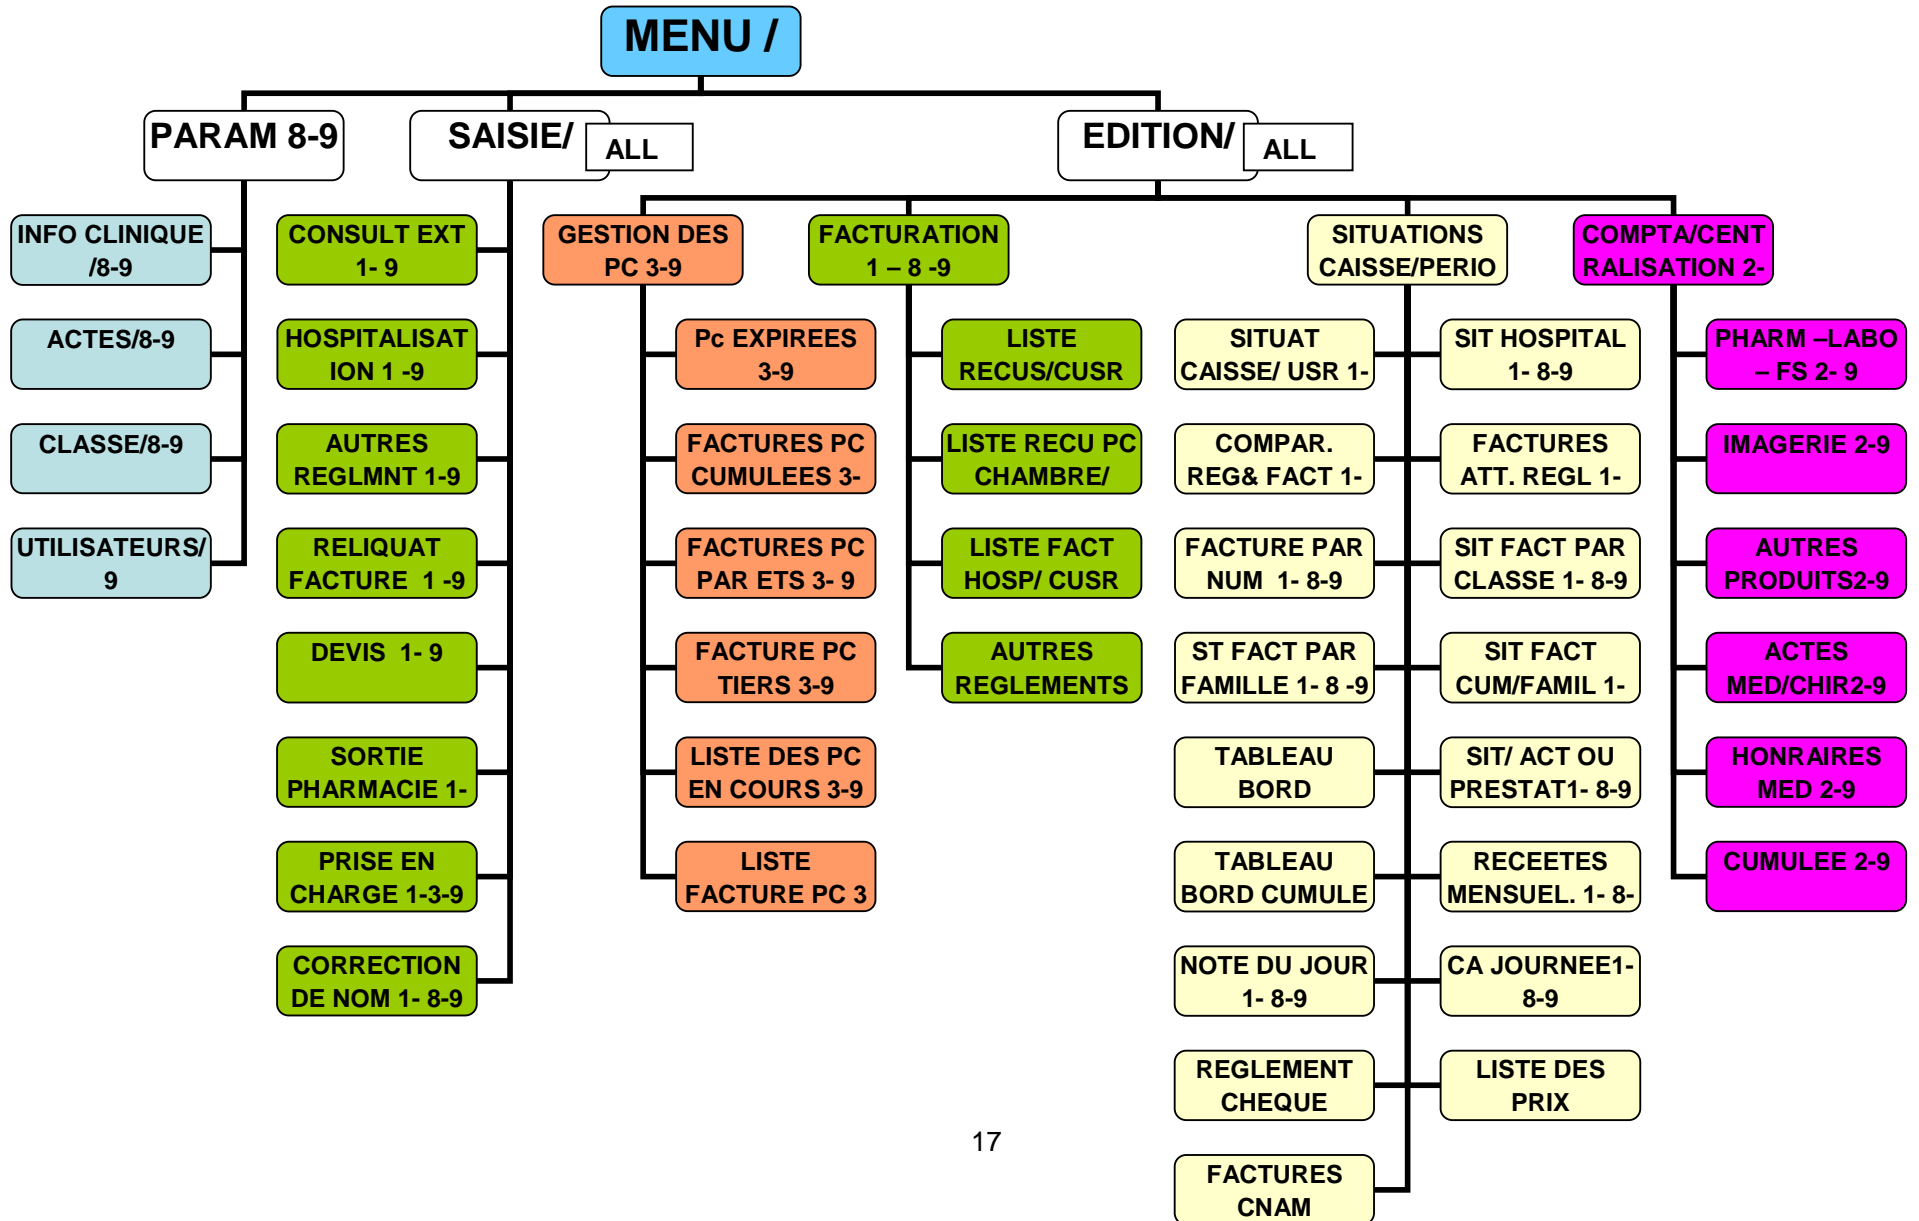 MENU /
PARAM 8-9
SAISIE/
ALL
EDITION/
ALL
INFO CLINIQUE
/8-9
ACTES/8-9
CLASSE/8-9
UTILISATEURS/
9
CONSULT EXT
1- 9
HOSPITALISAT
ION 1 -9
AUTRES
REGLMNT 1-9
RELIQUAT
FACTURE 1 -9
DEVIS 1- 9
SORTIE
PHARMACIE 1-
PRISE EN
CHARGE 1-3-9
CORRECTION
DE NOM 1- 8-9
GESTION DES
PC 3-9
Pc EXPIREES
3-9
FACTURES PC
CUMULEES 3-
FACTURES PC
PAR ETS 3- 9
FACTURE PC
TIERS 3-9
LISTE DES PC
EN COURS 3-9
LISTE
FACTURE PC 3
FACTURATION
1 – 8 -9
LISTE
RECUS/CUSR
LISTE RECU PC
CHAMBRE/
LISTE FACT
HOSP/ CUSR
AUTRES
REGLEMENTS
SITUATIONS
CAISSE/PERIO
SITUAT
CAISSE/ USR 1-
COMPAR.
REG& FACT 1-
FACTURE PAR
NUM 1- 8-9
ST FACT PAR
FAMILLE 1- 8 -9
TABLEAU
BORD
TABLEAU
BORD CUMULE
NOTE DU JOUR
1- 8-9
REGLEMENT
CHEQUE
FACTURES
CNAM
SIT HOSPITAL
1- 8-9
FACTURES
ATT. REGL 1-
SIT FACT PAR
CLASSE 1- 8-9
SIT FACT
CUM/FAMIL 1-
SIT/ ACT OU
PRESTAT1- 8-9
RECEETES
MENSUEL. 1- 8-
CA JOURNEE1-
8-9
LISTE DES
PRIX
COMPTA/CENT
RALISATION 2-
PHARM –LABO
– FS 2- 9
IMAGERIE 2-9
AUTRES
PRODUITS2-9
ACTES
MED/CHIR2-9
HONRAIRES
MED 2-9
CUMULEE 2-9
17